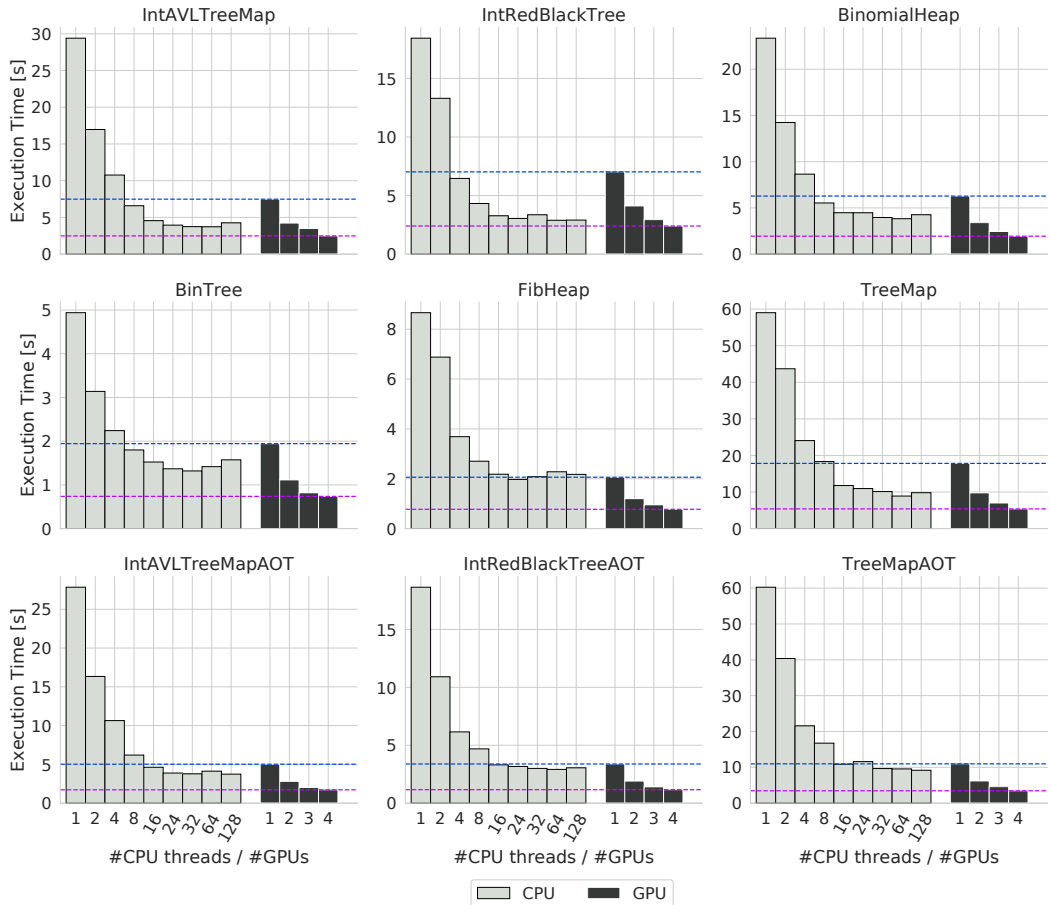 IntAVLTreeMap
IntRedBlackTree
BinomialHeap
Execution Time [s]
30
25
20
15
10
5
0
15
10
5
0
20
15
10
5
0
BinTree
FibHeap
TreeMap
Execution Time [s]
5
4
3
2
1
0
8
6
4
2
0
60
50
40
30
20
10
0
IntAVLTreeMapAOT
IntRedBlackTreeAOT
TreeMapAOT
Execution Time [s]
25
20
15
10
5
0
15
10
5
0
60
50
40
30
20
10
0
1 2 4 8 16 24 32 64 128 1 2 3 4
1 2 4 8 16 24 32 64 128 1 2 3 4
1 2 4 8 16 24 32 64 128 1 2 3 4
#CPU threads / #GPUs
#CPU threads / #GPUs
#CPU threads / #GPUs
CPU GPU